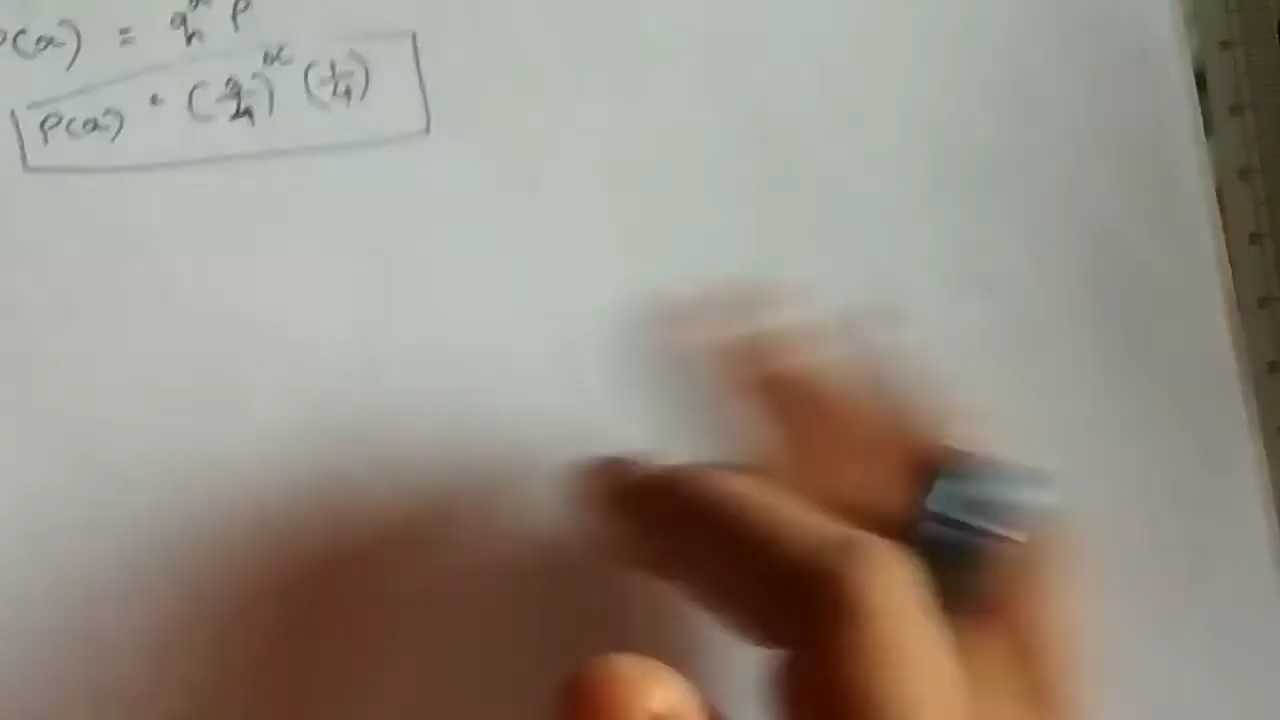 p(x) = q^x p
P(x) = (3/4)^x (1/4)